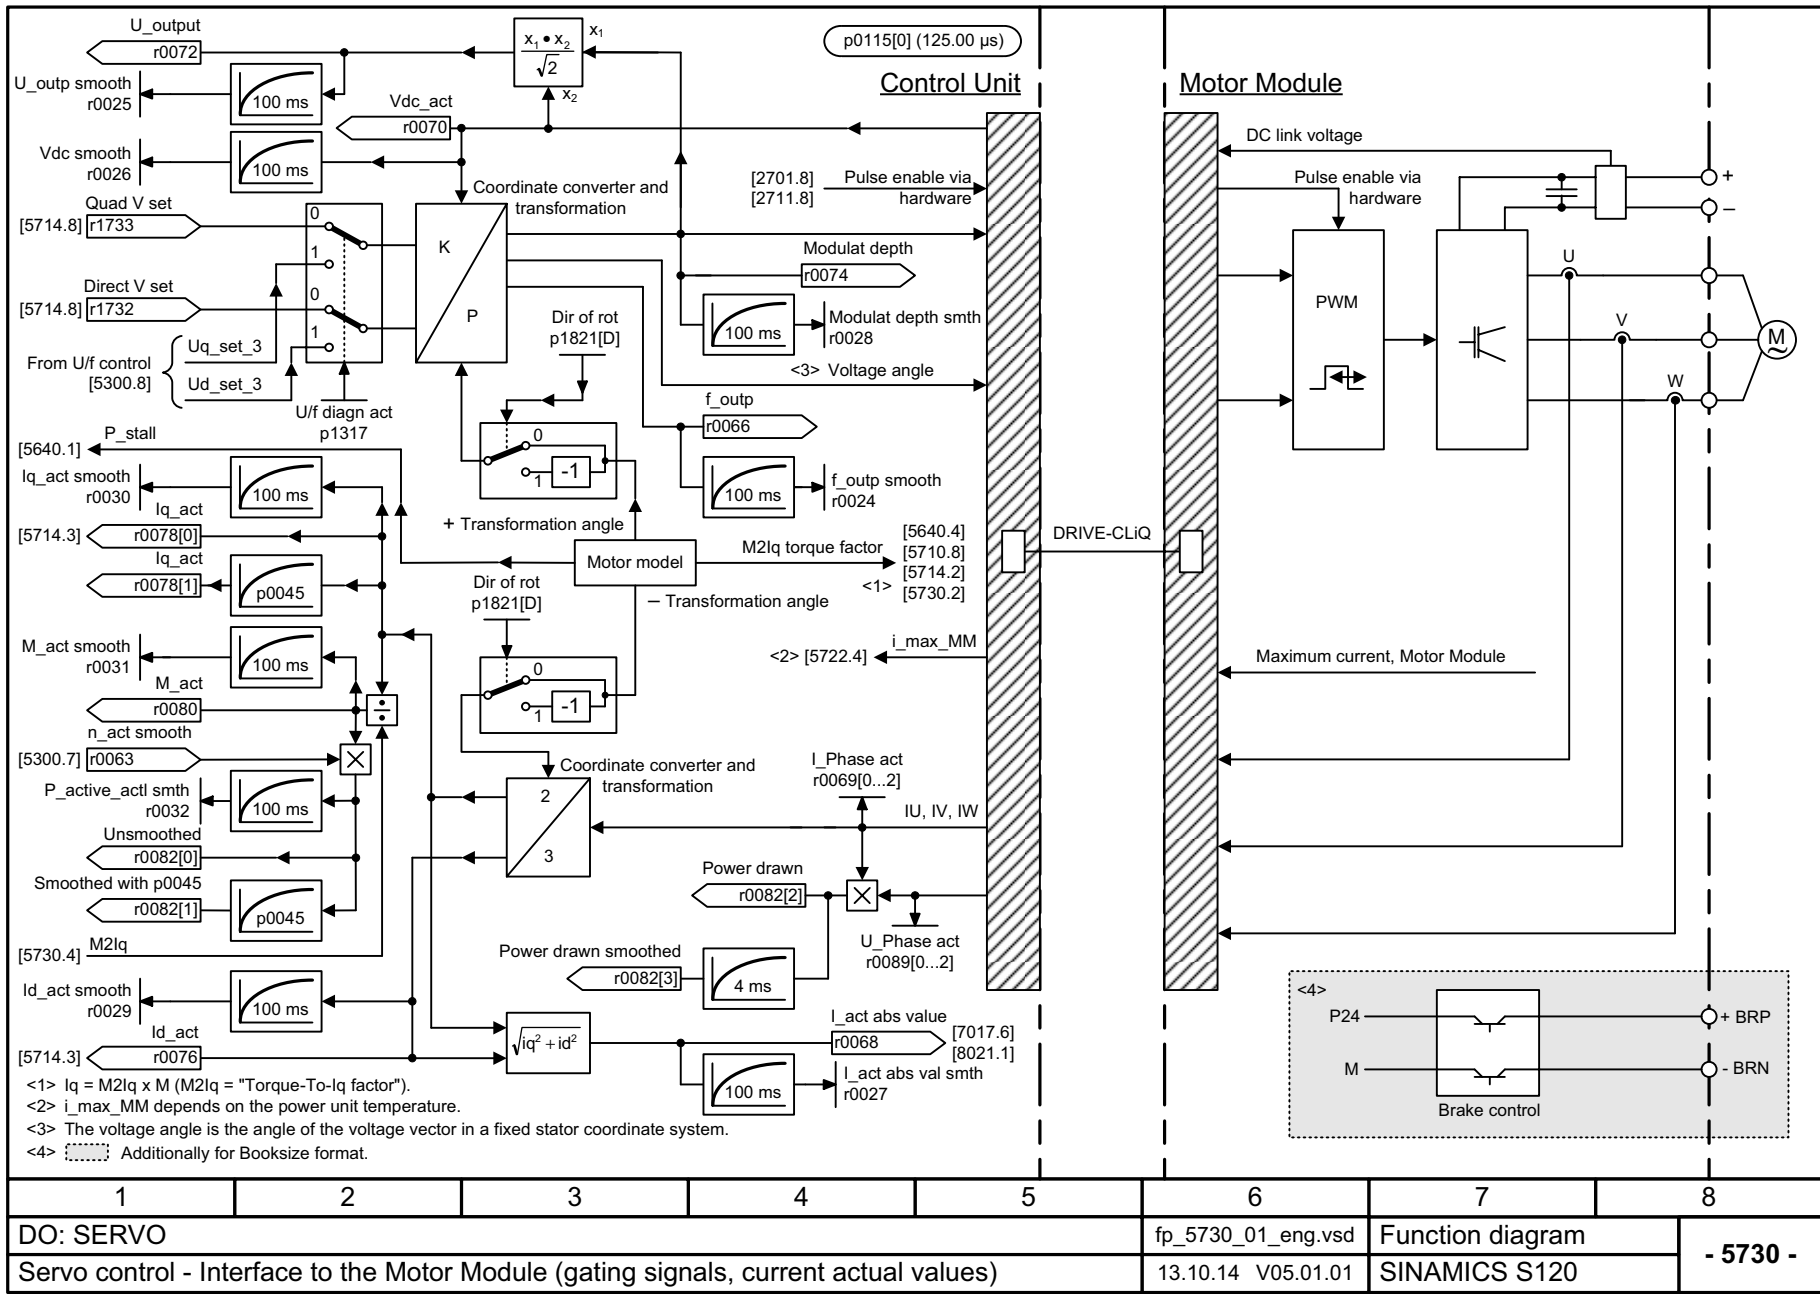 U_output
r0072
U_outp smooth
r0025
100 ms
x1 • x2
√2
x1
x2
p0115[0] (125.00 µs)
Control Unit
Motor Module
Vdc_act
r0070
Vdc smooth
r0026
100 ms
Quad V set
[5714.8] r1733
Direct V set
[5714.8] r1732
0
1
0
1
From U/f control
[5300.8]
Uq_set_3
Ud_set_3
U/f diagn act
p1317
Coordinate converter and
transformation
K
P
[2701.8]
[2711.8]
Pulse enable via
hardware
Modulat depth
r0074
100 ms
Modulat depth smth
r0028
<3> Voltage angle
Dir of rot
p1821[D]
0
1
-1
f_outp
r0066
100 ms
f_outp smooth
r0024
P_stall
[5640.1]
Iq_act smooth
r0030
100 ms
Iq_act
[5714.3] r0078[0]
Iq_act
r0078[1]
p0045
+ Transformation angle
Motor model
M2Iq torque factor
[5640.4]
[5710.8]
[5714.2]
<1> [5730.2]
Dir of rot
p1821[D]
– Transformation angle
0
1
-1
i_max_MM
<2> [5722.4]
M_act smooth
r0031
100 ms
M_act
r0080
÷
n_act smooth
[5300.7] r0063
×
P_active_actl smth
r0032
100 ms
Unsmoothed
r0082[0]
Smoothed with p0045
r0082[1]
p0045
[5730.4] M2Iq
Coordinate converter and
transformation
2
3
I_Phase act
r0069[0...2]
IU, IV, IW
Power drawn
r0082[2]
×
U_Phase act
r0089[0...2]
Power drawn smoothed
r0082[3]
4 ms
Id_act smooth
r0029
100 ms
Id_act
[5714.3] r0076
√iq² + id²
I_act abs value
r0068
[7017.6]
[8021.1]
100 ms
I_act abs val smth
r0027
DRIVE-CLiQ
DC link voltage
Pulse enable via
hardware
PWM
+
–
U
V
W
M
~
Maximum current, Motor Module
<4>
P24
M
+ BRP
- BRN
Brake control
<1> Iq = M2Iq x M (M2Iq = "Torque-To-Iq factor").
<2> i_max_MM depends on the power unit temperature.
<3> The voltage angle is the angle of the voltage vector in a fixed stator coordinate system.
<4> Additionally for Booksize format.
1 2 3 4 5 6 7 8
DO: SERVO
fp_5730_01_eng.vsd
Function diagram
- 5730 -
Servo control - Interface to the Motor Module (gating signals, current actual values)
13.10.14 V05.01.01
SINAMICS S120